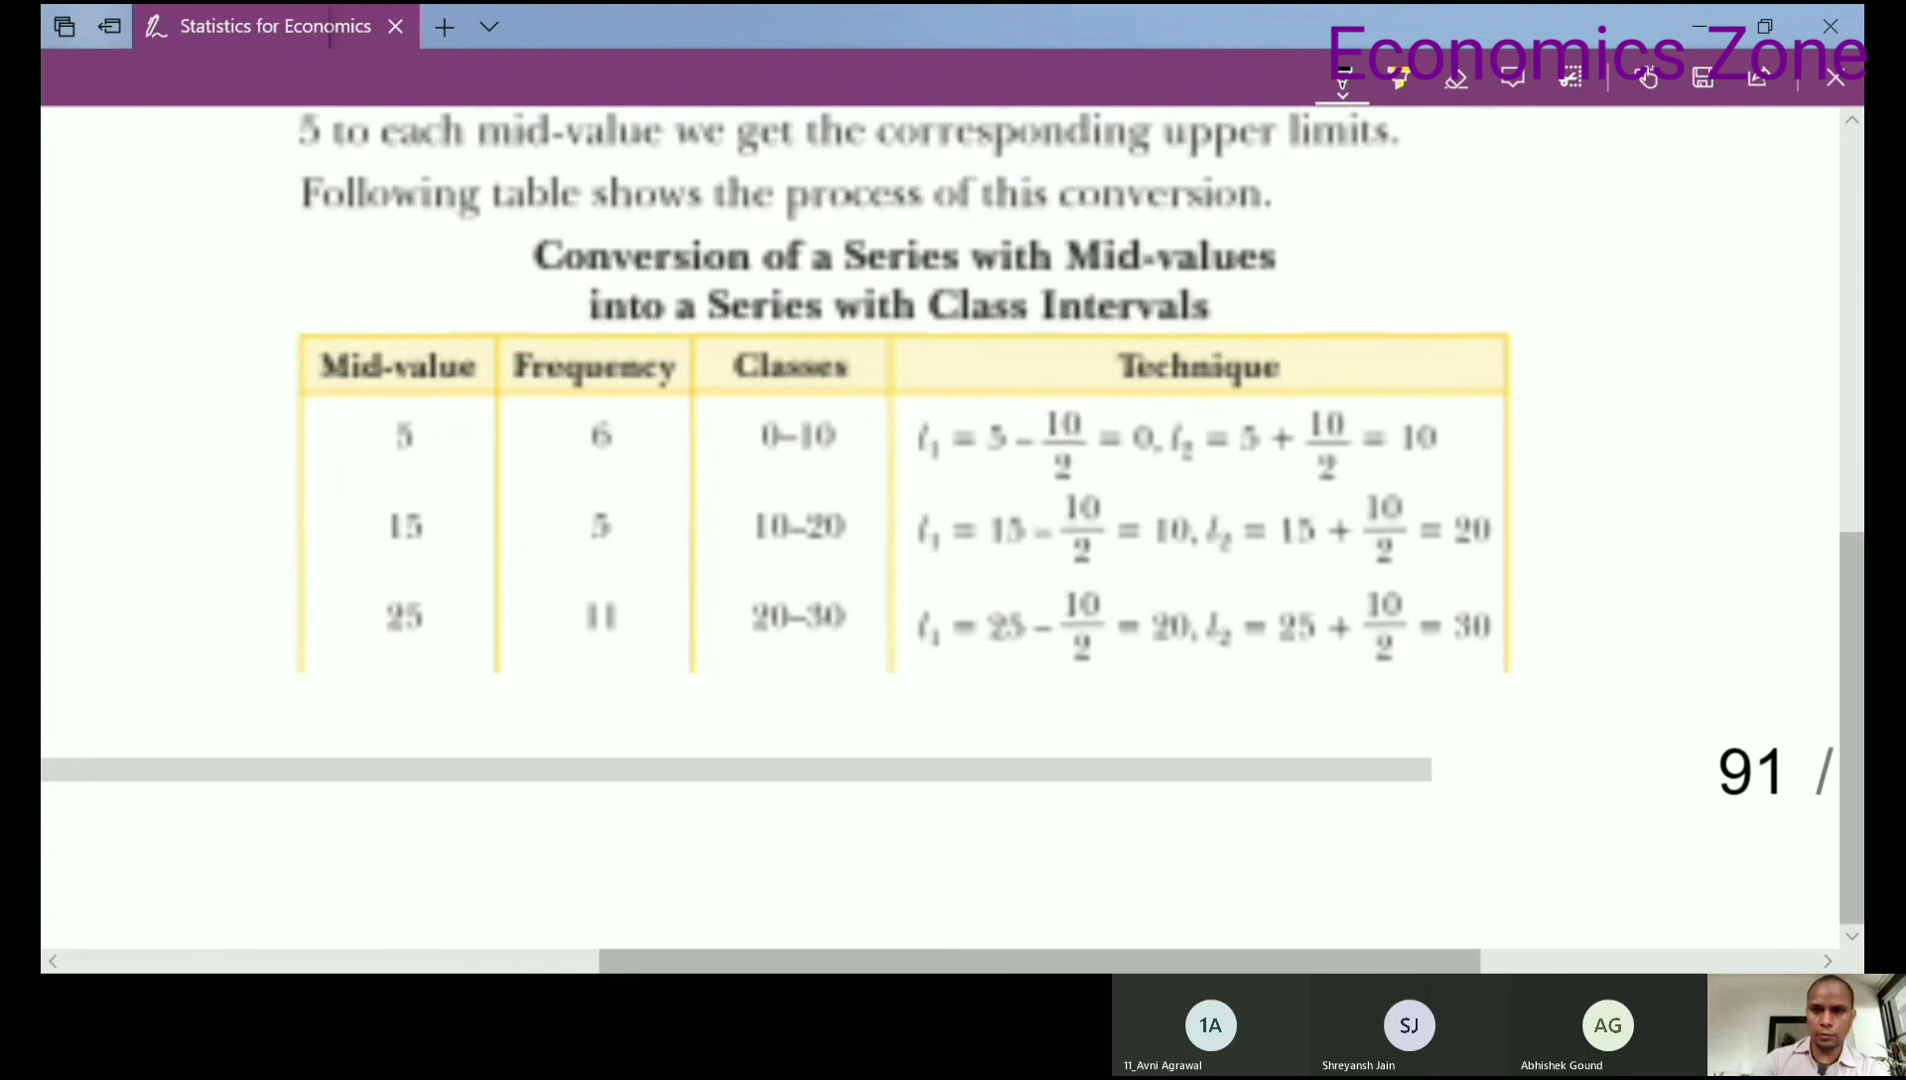 Statistics for Economics
Economics Zone
5 to each mid-value we get the corresponding upper limits.
Following table shows the process of this conversion.
Conversion of a Series with Mid-values
into a Series with Class Intervals
Mid-value Frequency Classes Technique
5 6 0–10 l₁ = 5 – 10/2 = 0, l₂ = 5 + 10/2 = 10
15 5 10–20 l₁ = 15 – 10/2 = 10, l₂ = 15 + 10/2 = 20
25 11 20–30 l₁ = 25 – 10/2 = 20, l₂ = 25 + 10/2 = 30
91 /
1A SJ AG
11_Avni Agrawal Shreyansh Jain Abhishek Gound